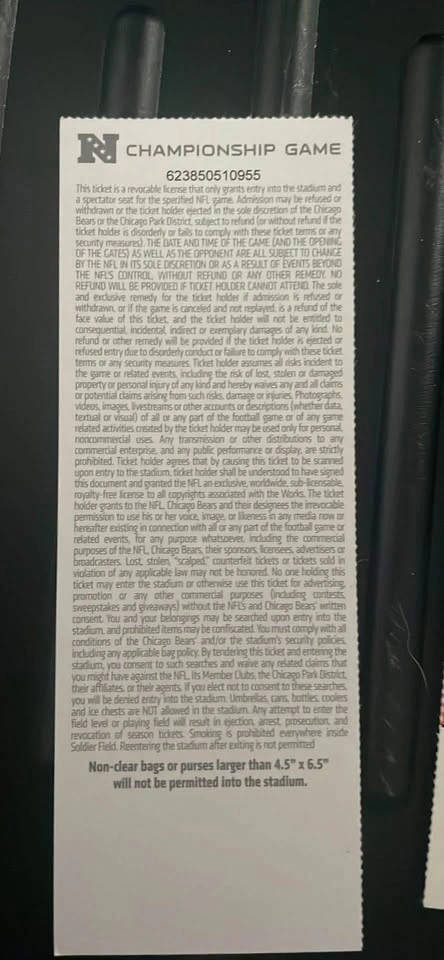 N CHAMPIONSHIP GAME
623850510955
This ticket is a revocable license that only grants entry into the stadium and
a spectator seat for the specified NFL game. Admission may be refused or
withdrawn or the ticket holder ejected in the sole discretion of the Chicago
Bears or the Chicago Park District, subject to refund (or without refund if the
ticket holder is disorderly or fails to comply with these ticket terms or any
security measures). THE DATE AND TIME OF THE GAME (AND THE OPENING
OF THE GATES) AS WELL AS THE OPPONENT ARE ALL SUBJECT TO CHANGE
BY THE NFL IN ITS SOLE DISCRETION OR AS A RESULT OF EVENTS BEYOND
THE NFL'S CONTROL, WITHOUT REFUND OR ANY OTHER REMEDY. NO
REFUND WILL BE PROVIDED IF TICKET HOLDER CANNOT ATTEND. The sole
and exclusive remedy for the ticket holder if admission is refused or
withdrawn, or if the game is canceled and not replayed, is a refund of the
face value of this ticket, and the ticket holder will not be entitled to
consequential, incidental, indirect or exemplary damages of any kind. No
refund or other remedy will be provided if the ticket holder is ejected or
refused entry due to disorderly conduct or failure to comply with these ticket
terms or any security measures. Ticket holder assumes all risks incident to
the game or related events, including the risk of lost, stolen or damaged
property or personal injury of any kind and hereby waives any and all claims
or potential claims arising from such risks, damage or injuries. Photographs,
videos, images, livestreams or other accounts or descriptions (whether data,
textual or visual) of all or any part of the football game or of any game
related activities created by the ticket holder may be used only for personal,
noncommercial uses. Any transmission or other distributions to any
commercial enterprise, and any public performance or display, are strictly
prohibited. Ticket holder agrees that by causing this ticket to be scanned
upon entry to the stadium, ticket holder shall be understood to have signed
this document and granted the NFL an exclusive, worldwide, sub-licensable,
royalty-free license to all copyrights associated with the Works. The ticket
holder grants to the NFL, Chicago Bears and their designees the irrevocable
permission to use his or her voice, image, or likeness in any media now or
hereafter existing in connection with all or any part of the football game or
related events, for any purpose whatsoever, including the commercial
purposes of the NFL, Chicago Bears, their sponsors, licensees, advertisers or
broadcasters. Lost, stolen, "scalped," counterfeit tickets or tickets sold in
violation of any applicable law may not be honored. No one holding this
ticket may enter the stadium or otherwise use this ticket for advertising,
promotion or any other commercial purposes (including contests,
sweepstakes and giveaways) without the NFL's and Chicago Bears' written
consent. You and your belongings may be searched upon entry into the
stadium, and prohibited items may be confiscated. You must comply with all
conditions of the Chicago Bears' and/or the stadium's security policies,
including any applicable bag policy. By tendering this ticket and entering the
stadium, you consent to such searches and waive any related claims that
you might have against the NFL, its Member Clubs, the Chicago Park District,
their affiliates, or their agents. If you elect not to consent to these searches,
you will be denied entry into the stadium. Umbrellas, cans, bottles, coolers
and ice chests are NOT allowed in the stadium. Any attempt to enter the
field level or playing field will result in ejection, arrest, prosecution, and
revocation of season tickets. Smoking is prohibited everywhere inside
Soldier Field. Reentering the stadium after exiting is not permitted
Non-clear bags or purses larger than 4.5" x 6.5"
will not be permitted into the stadium.